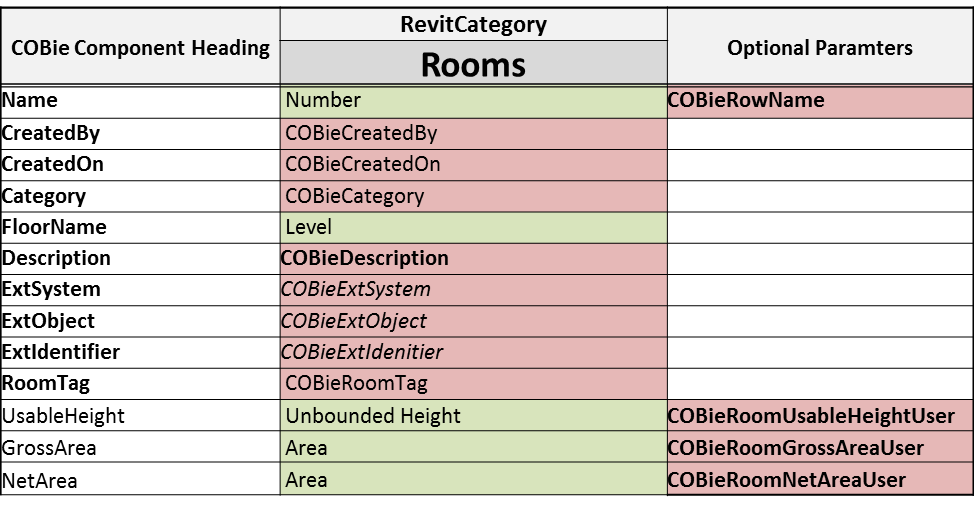 COBie Component Heading RevitCategory Optional Paramters
Rooms
Name Number COBieRowName
CreatedBy COBieCreatedBy
CreatedOn COBieCreatedOn
Category COBieCategory
FloorName Level
Description COBieDescription
ExtSystem COBieExtSystem
ExtObject COBieExtObject
ExtIdentifier COBieExtIdenitier
RoomTag COBieRoomTag
UsableHeight Unbounded Height COBieRoomUsableHeightUser
GrossArea Area COBieRoomGrossAreaUser
NetArea Area COBieRoomNetAreaUser